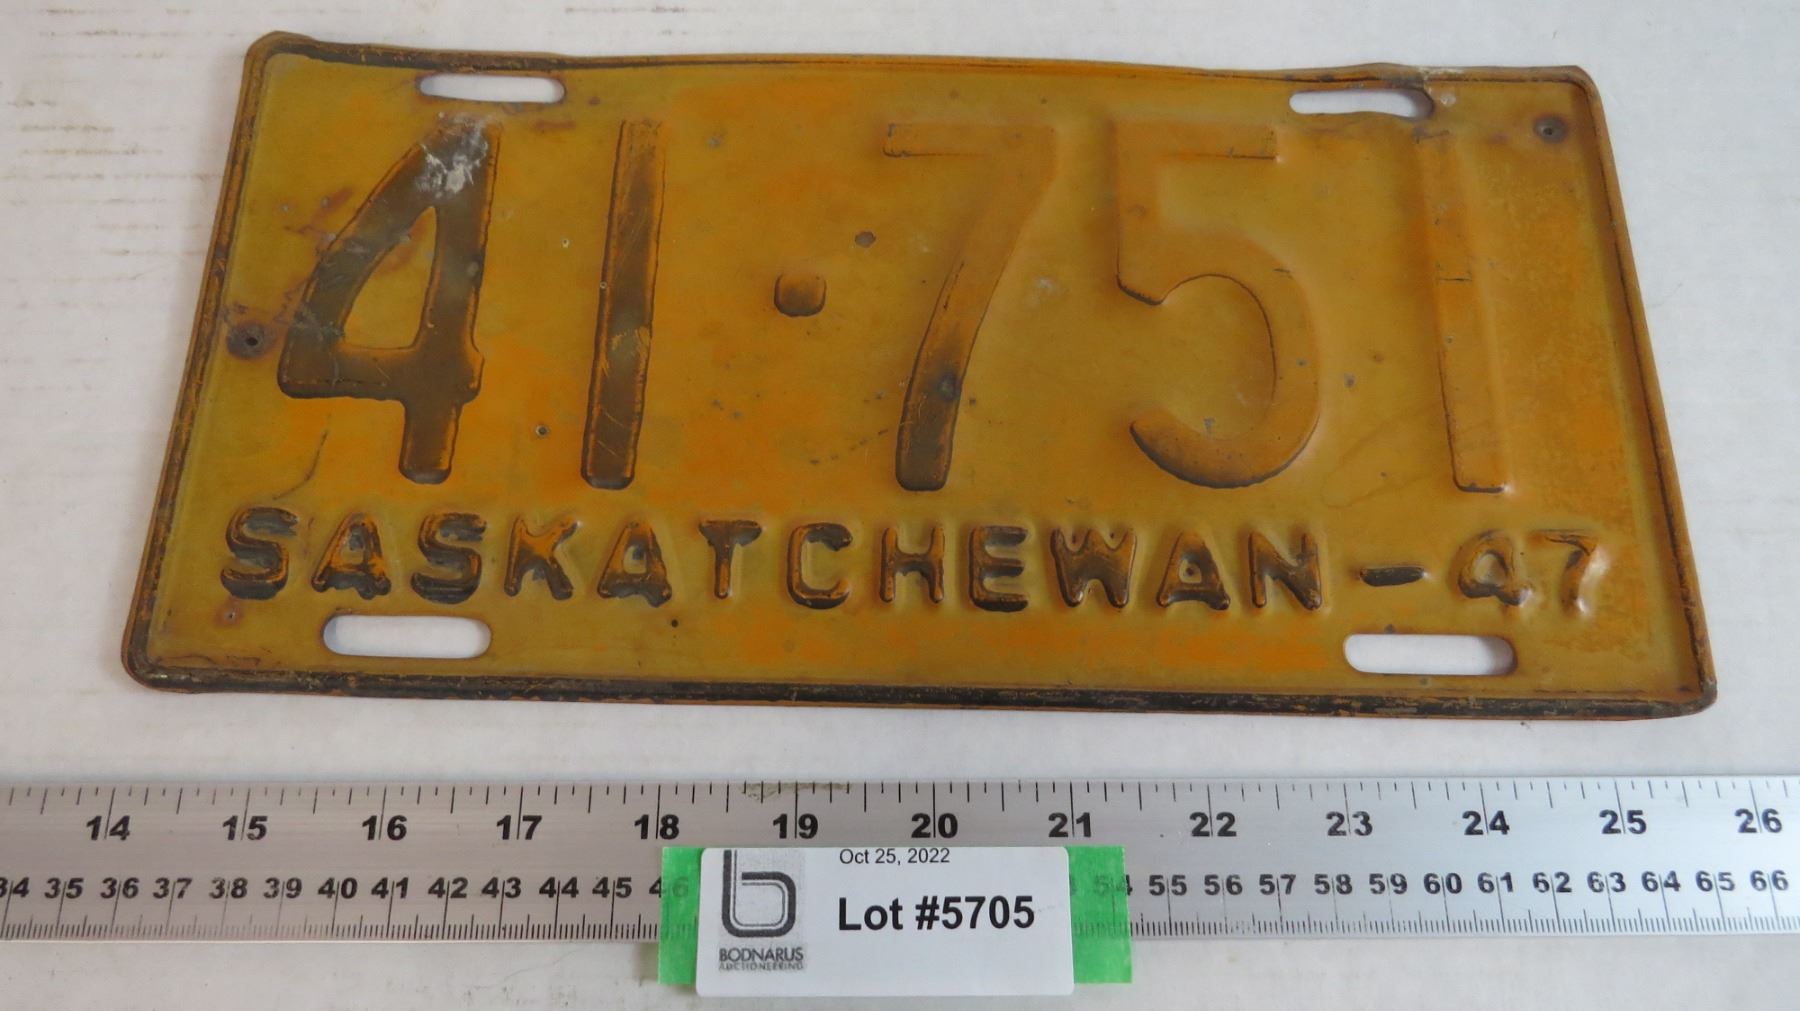 41·751
SASKATCHEWAN-47
14 15 16 17 18 19 20 21 22 23 24 25 26
34 35 36 37 38 39 40 41 42 43 44 45 46 54 55 56 57 58 59 60 61 62 63 64 65 66
Oct 25, 2022
Lot #5705
BODNARUS
AUCTIONEERING